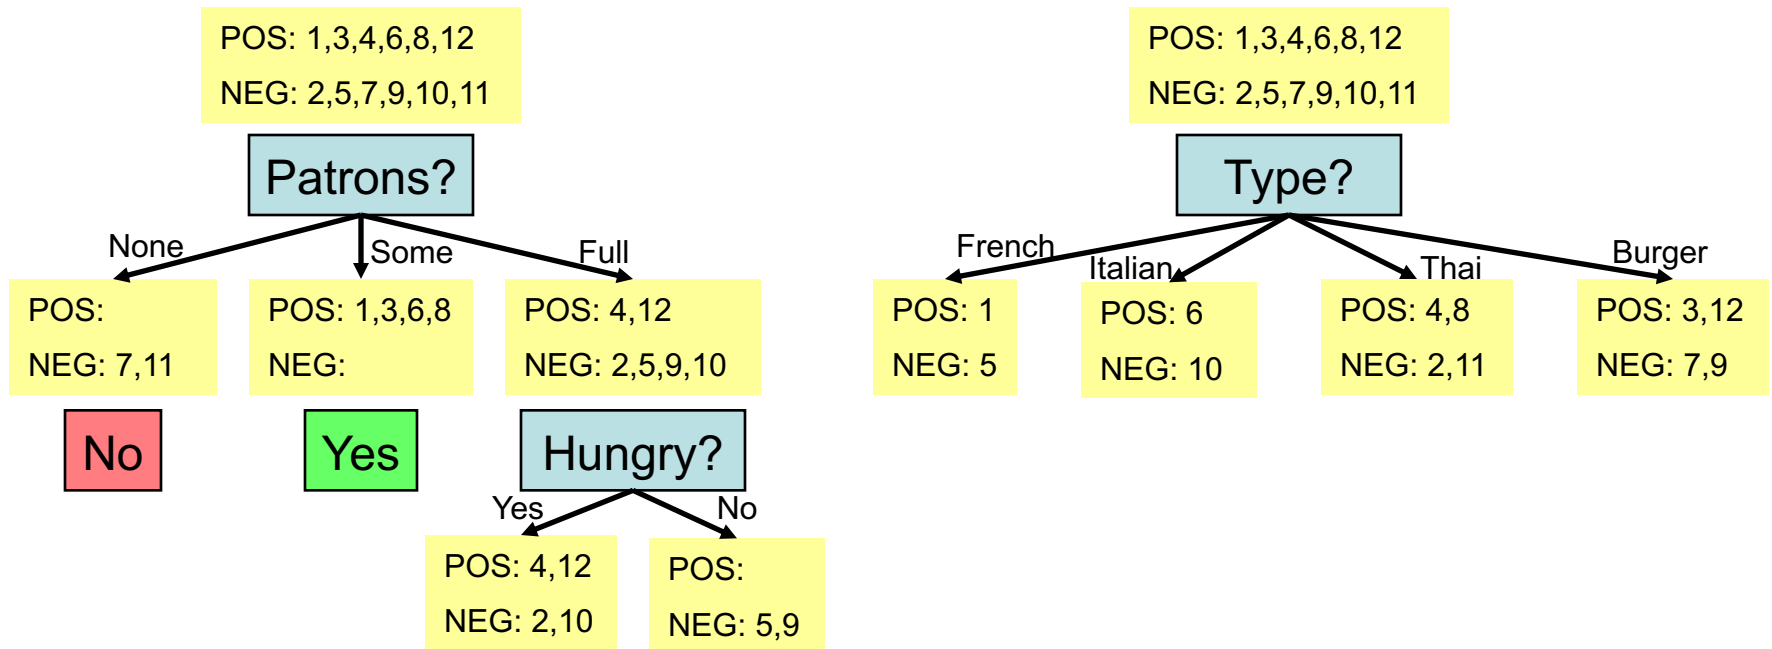 POS: 1,3,4,6,8,12
NEG: 2,5,7,9,10,11
Patrons?
None
Some
Full
POS:
NEG: 7,11
POS: 1,3,6,8
NEG:
POS: 4,12
NEG: 2,5,9,10
No
Yes
Hungry?
Yes
No
POS: 4,12
NEG: 2,10
POS:
NEG: 5,9
POS: 1,3,4,6,8,12
NEG: 2,5,7,9,10,11
Type?
French
Italian
Thai
Burger
POS: 1
NEG: 5
POS: 6
NEG: 10
POS: 4,8
NEG: 2,11
POS: 3,12
NEG: 7,9